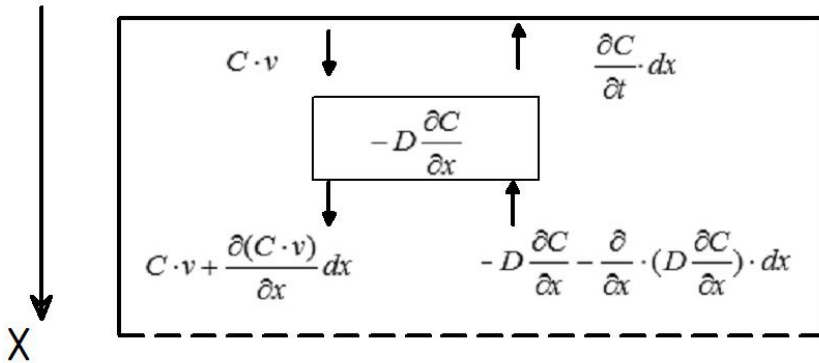 C·v
∂C/∂t·dx
-D ∂C/∂x
C·v+ ∂(C·v)/∂x dx
-D ∂C/∂x - ∂/∂x·(D ∂C/∂x)·dx
X